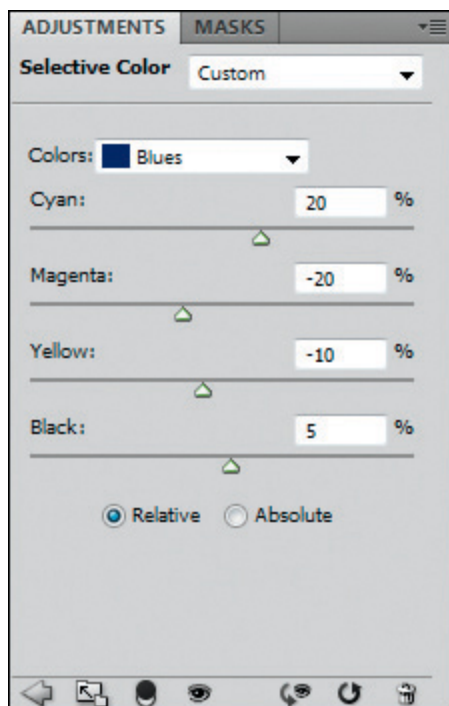 ADJUSTMENTS MASKS
Selective Color Custom
Colors: Blues
Cyan: 20 %
Magenta: -20 %
Yellow: -10 %
Black: 5 %
Relative Absolute